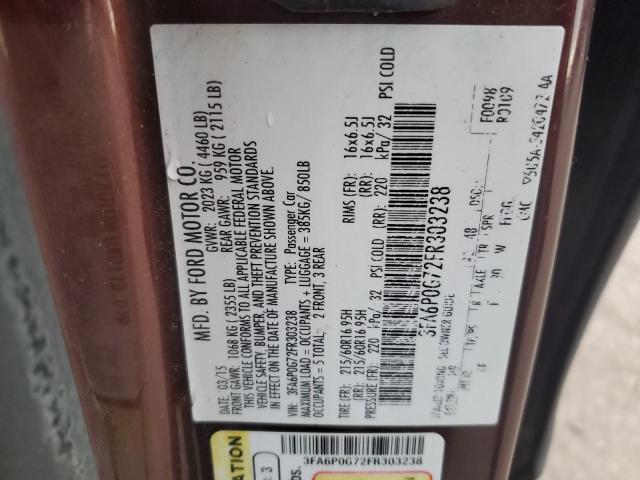 MFD. BY FORD MOTOR CO.
DATE: 03/15 GVWR: 2023 KG ( 4460 LB)
FRONT GAWR: 1068 KG ( 2355 LB) REAR GAWR: 959 KG ( 2115 LB)
THIS VEHICLE CONFORMS TO ALL APPLICABLE FEDERAL MOTOR
VEHICLE SAFETY, BUMPER, AND THEFT PREVENTION STANDARDS
IN EFFECT ON THE DATE OF MANUFACTURE SHOWN ABOVE.
VIN: 3FA6P0G72FR303238 TYPE: Passenger Car
MAXIMUM LOAD = OCCUPANTS + LUGGAGE = 385KG/ 850LB
OCCUPANTS = 5 TOTAL: 2 FRONT, 3 REAR
TIRE (FR): 215/60R16 95H RIMS (FR): 16x6.5J
(RR): 215/60R16 95H (RR): 16x6.5J
PRESSURE (FR): 220 kPa/ 32 PSI COLD (RR): 220 kPa/ 32 PSI COLD
3FA6P0G72FR303238
F0098
R0109
3FA6P0G72FR303238
3